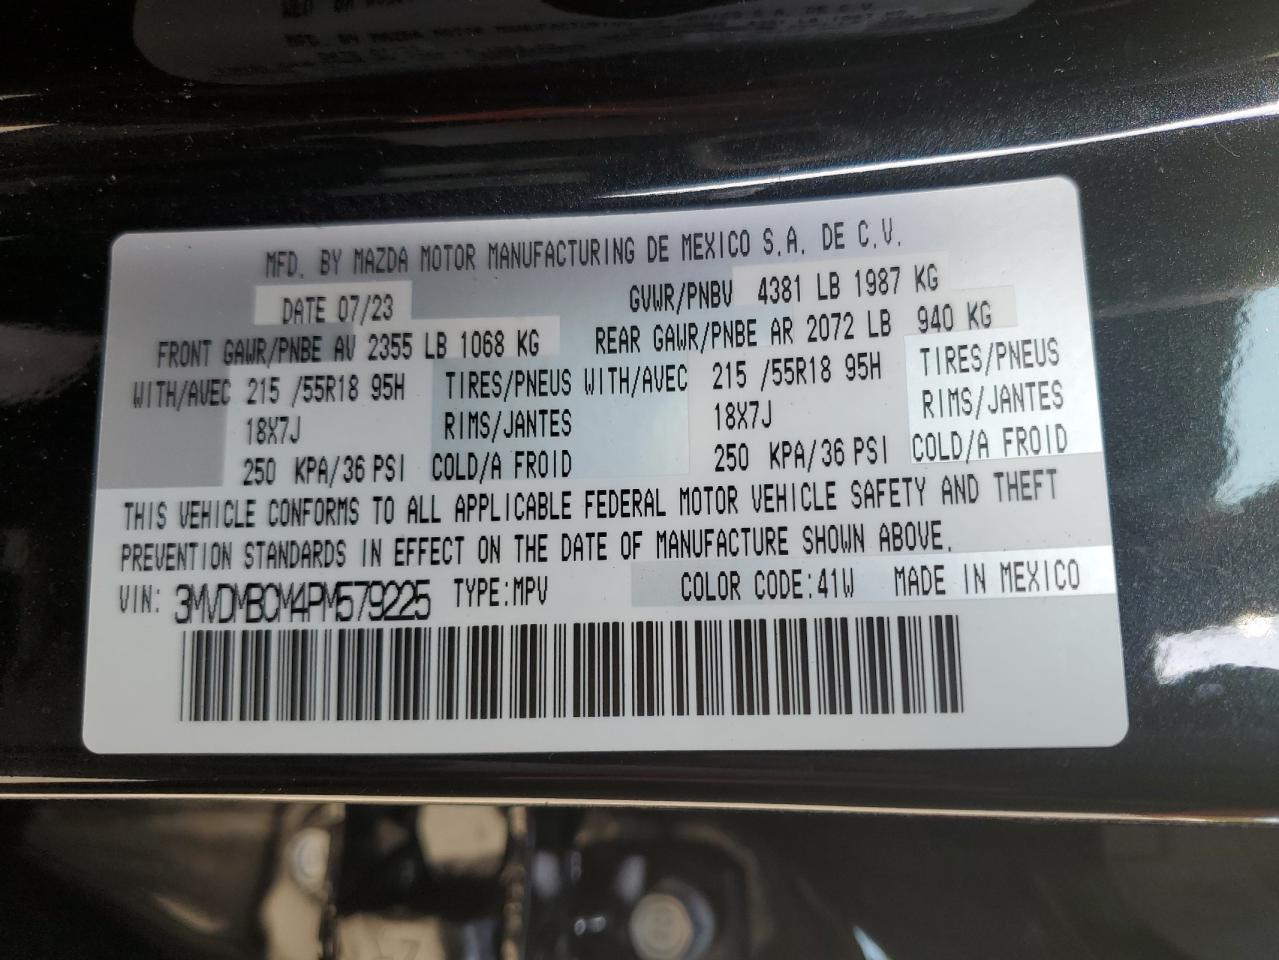 MFD. BY MAZDA MOTOR MANUFACTURING DE MEXICO S.A. DE C.V.
DATE 07/23 GVWR/PNBV 4381 LB 1987 KG
FRONT GAWR/PNBE AV 2355 LB 1068 KG REAR GAWR/PNBE AR 2072 LB 940 KG
WITH/AVEC 215 /55R18 95H TIRES/PNEUS WITH/AVEC 215 /55R18 95H TIRES/PNEUS
18X7J RIMS/JANTES 18X7J RIMS/JANTES
250 KPA/36 PSI COLD/A FROID 250 KPA/36 PSI COLD/A FROID
THIS VEHICLE CONFORMS TO ALL APPLICABLE FEDERAL MOTOR VEHICLE SAFETY AND THEFT
PREVENTION STANDARDS IN EFFECT ON THE DATE OF MANUFACTURE SHOWN ABOVE.
VIN: 3MVDMBCM4PM579225 TYPE:MPV COLOR CODE:41W MADE IN MEXICO